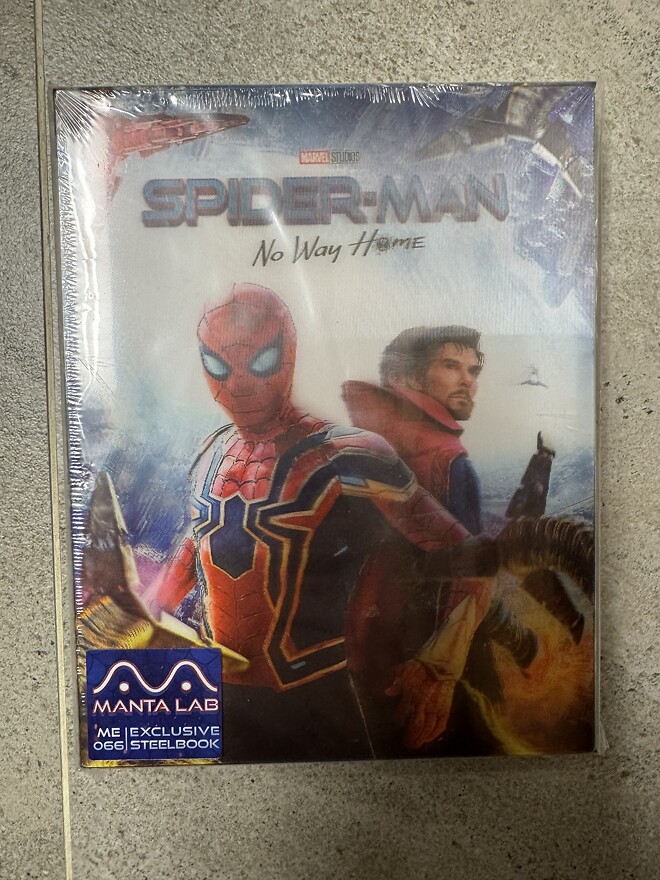 MARVEL STUDIOS
SPIDER-MAN
No Way Home
MANTA LAB
ME EXCLUSIVE
066 STEELBOOK